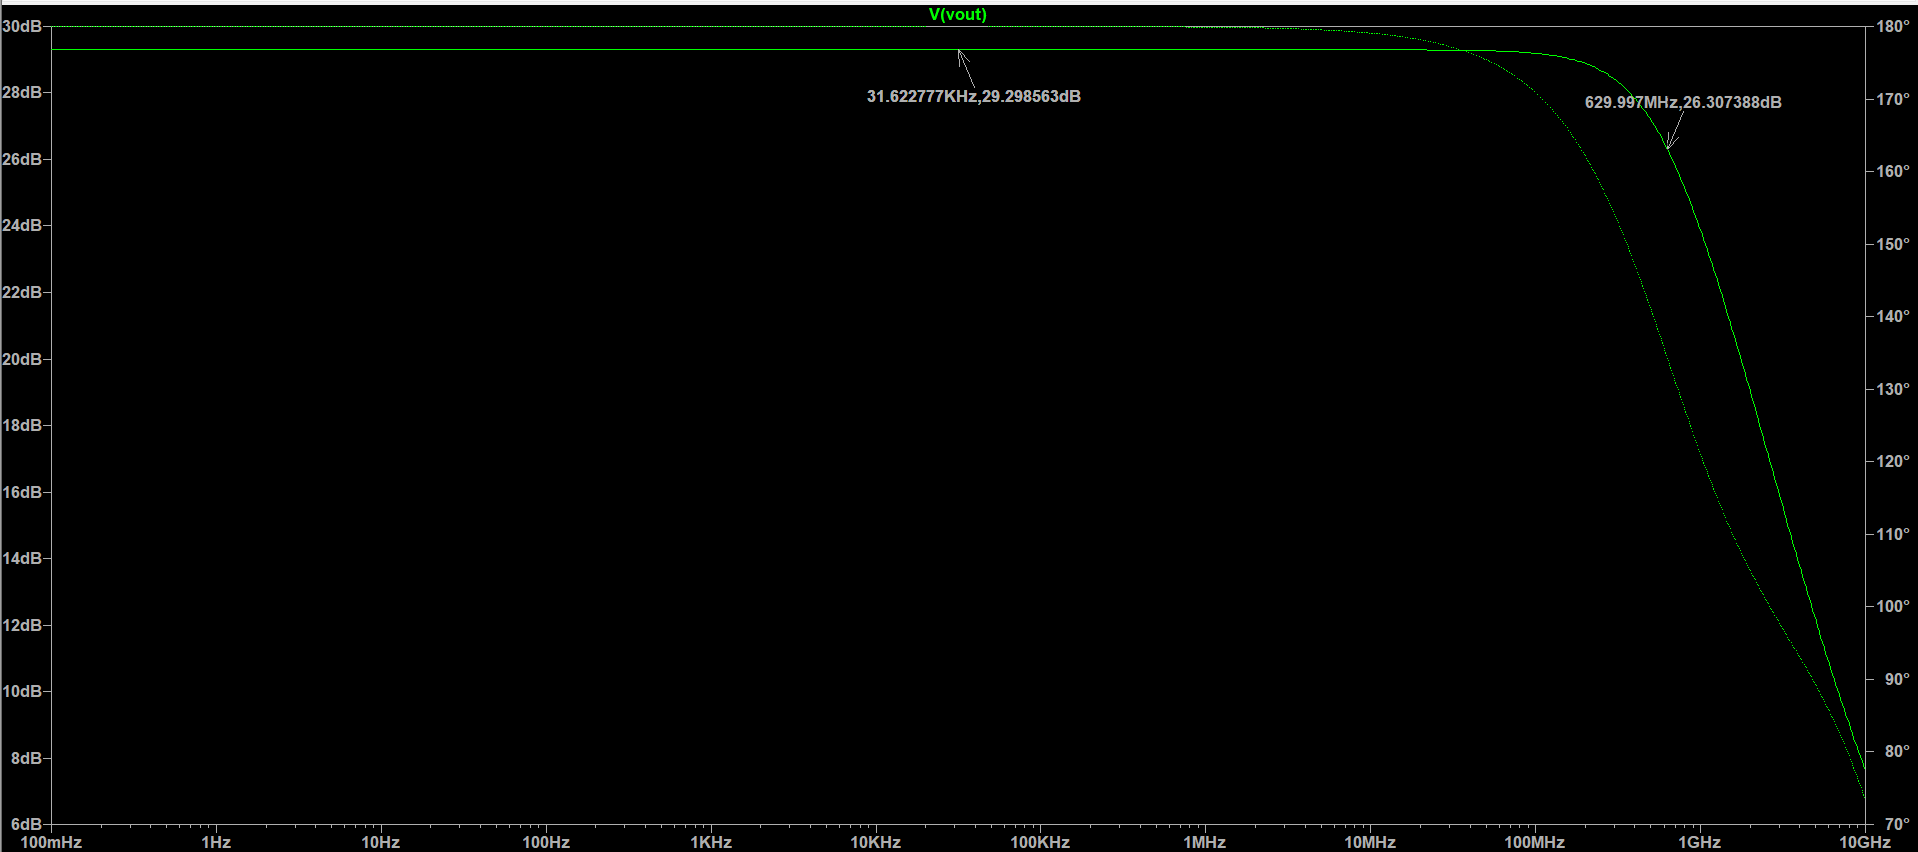 V(vout)
30dB
28dB
26dB
24dB
22dB
20dB
18dB
16dB
14dB
12dB
10dB
8dB
6dB
31.622777KHz,29.298563dB
629.997MHz,26.307388dB
180°
170°
160°
150°
140°
130°
120°
110°
100°
90°
80°
70°
100mHz 1Hz 10Hz 100Hz 1KHz 10KHz 100KHz 1MHz 10MHz 100MHz 1GHz 10GHz